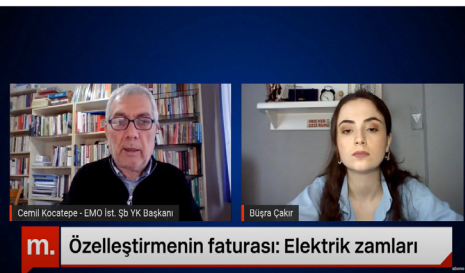 Cemil Kocatepe - EMO İst. Şb YK Başkanı
Büşra Çakır
m. Özelleştirmenin faturası: Elektrik zamları